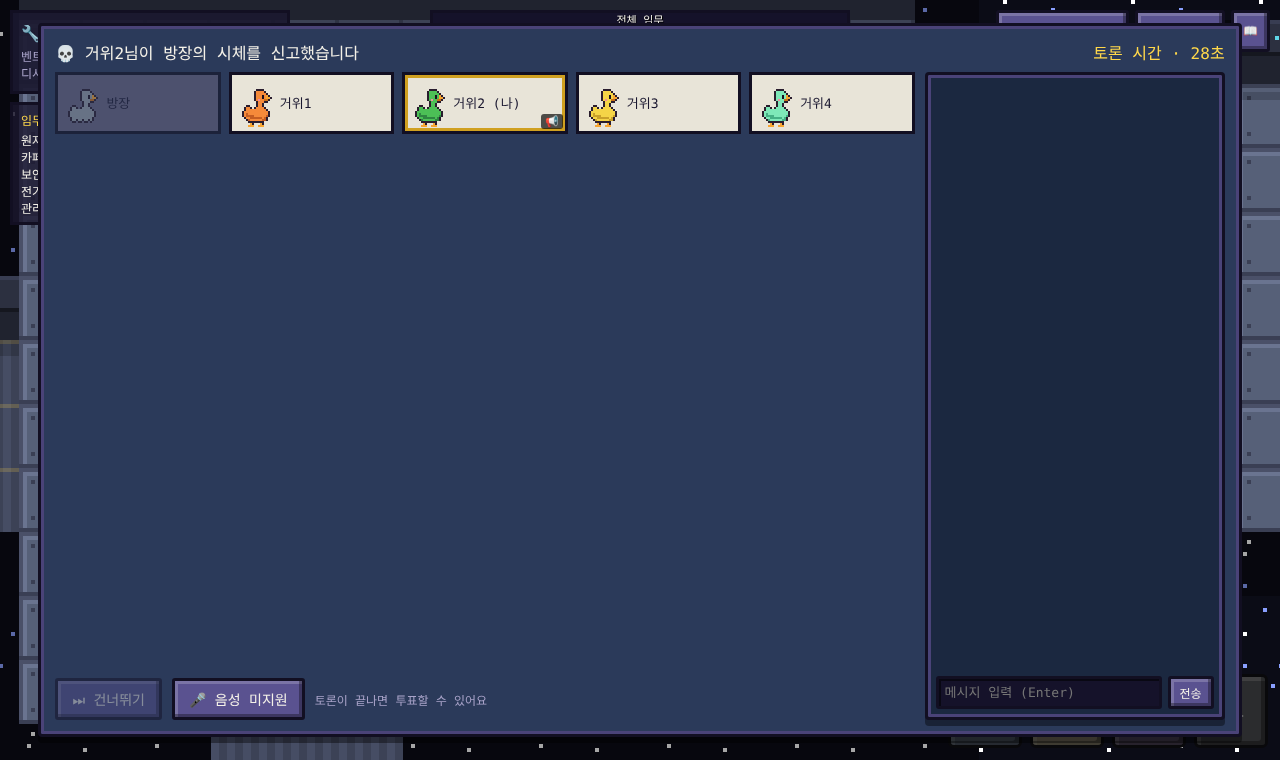 전체 임무
💀 거위2님이 방장의 시체를 신고했습니다
토론 시간 · 28초
방장
거위1
거위2 (나)
거위3
거위4
임무
건너뛰기
음성 미지원
토론이 끝나면 투표할 수 있어요
메시지 입력 (Enter)
전송